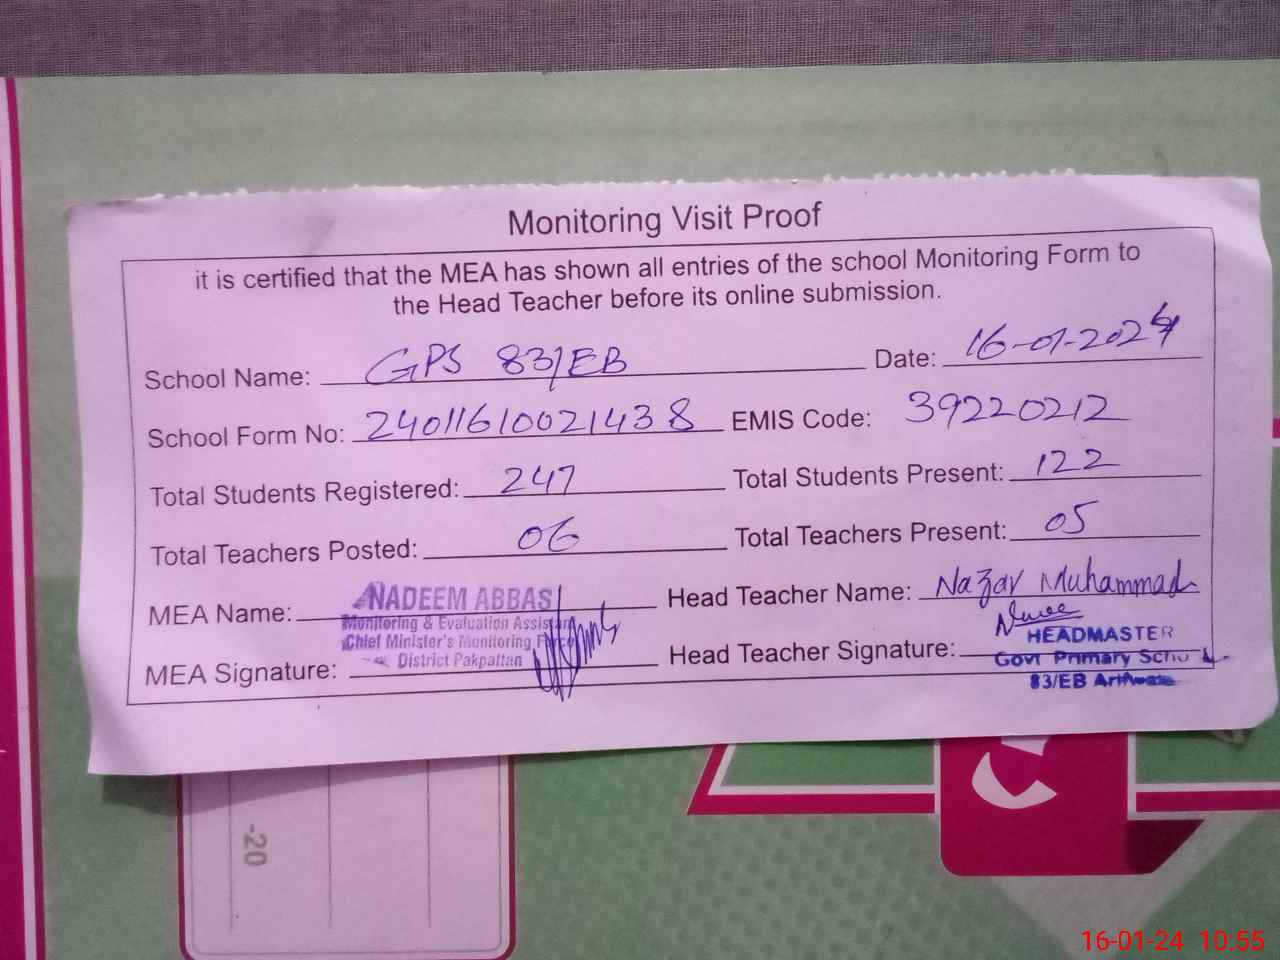 Monitoring Visit Proof
it is certified that the MEA has shown all entries of the school Monitoring Form to
the Head Teacher before its online submission.
School Name: GPS 83/EB Date: 16-01-2024
School Form No: 24011610021438 EMIS Code: 39220212
Total Students Registered: 247 Total Students Present: 122
Total Teachers Posted: 06 Total Teachers Present: 05
MEA Name: NADEEM ABBAS Head Teacher Name: Nazar Muhammad
Monitoring & Evaluation Assistant
Chief Minister's Monitoring Force
District Pakpattan
MEA Signature: Head Teacher Signature:
HEADMASTER
Govt Primary School
83/EB Arifwala
-20
16-01-24 10:55